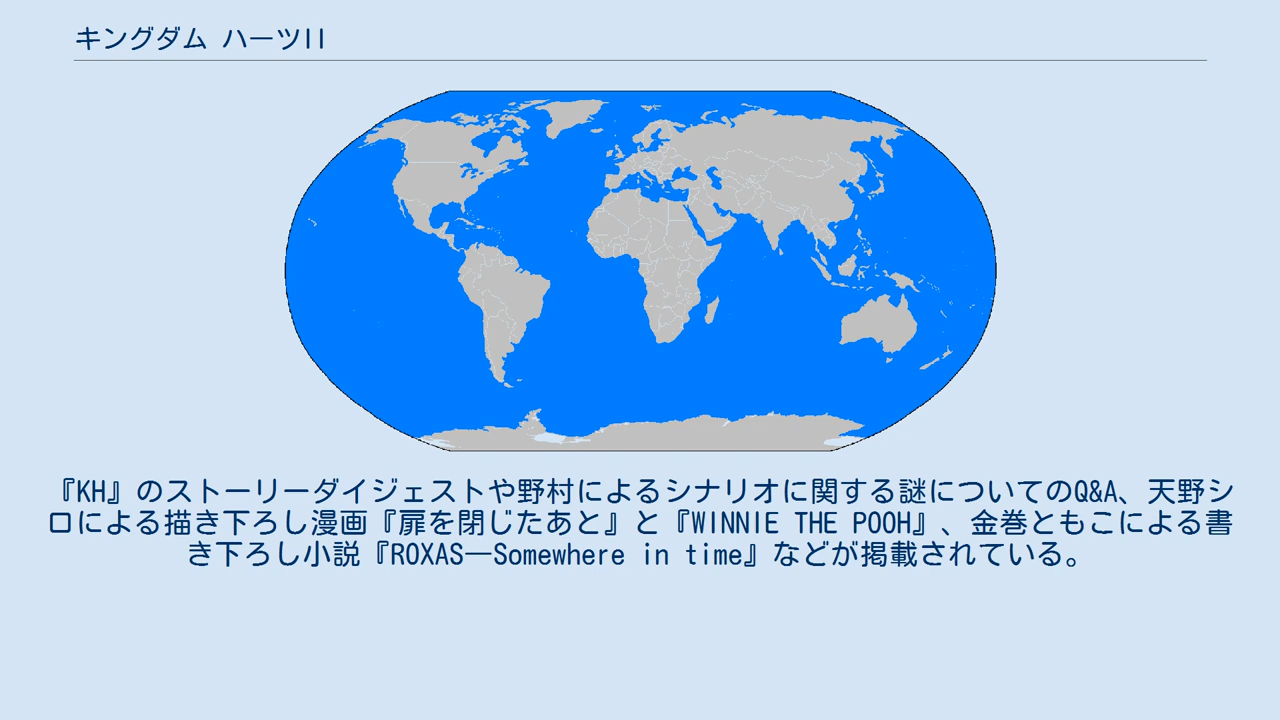 キングダム ハーツII
『KH』のストーリーダイジェストや野村によるシナリオに関する謎についてのQ&A、天野シ
ロによる描き下ろし漫画『扉を閉じたあと』と『WINNIE THE POOH』、金巻ともこによる書
き下ろし小説『ROXAS—Somewhere in time』などが掲載されている。